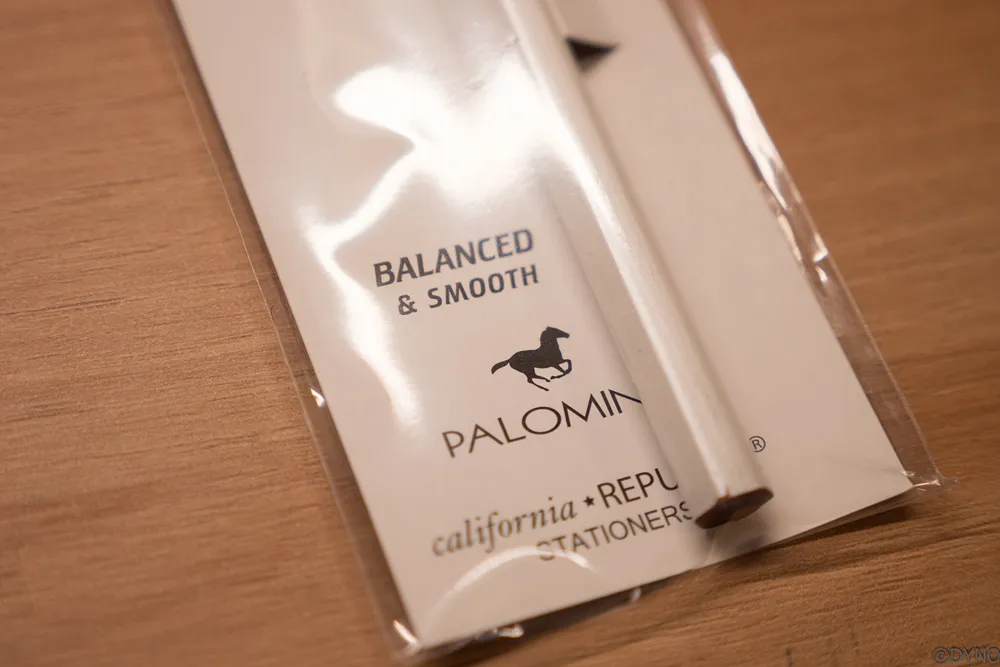 BALANCED
& SMOOTH
PALOMIN
®
california ★ REPU
STATIONERS
©DYNO